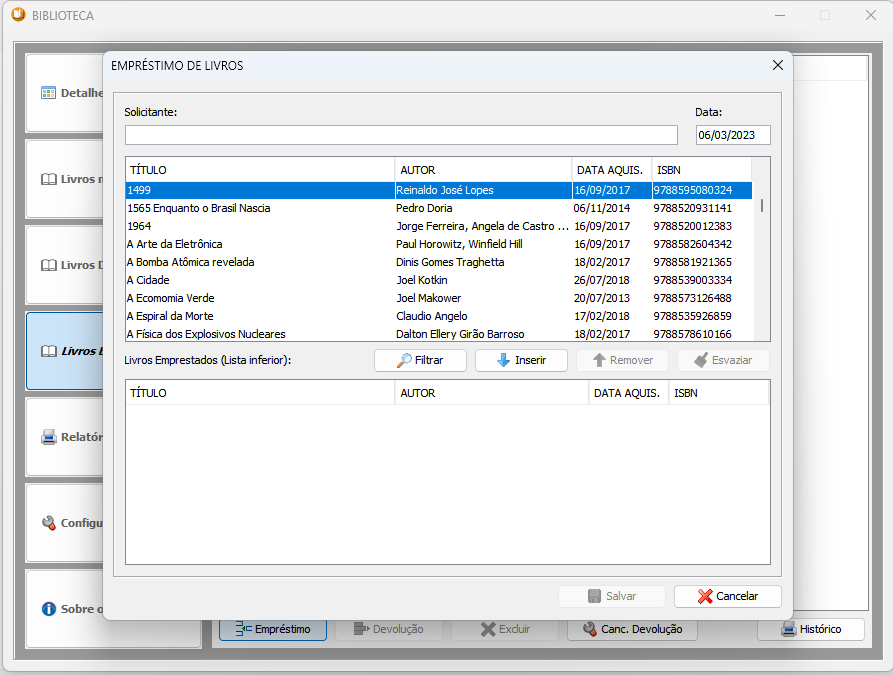 BIBLIOTECA
EMPRÉSTIMO DE LIVROS
Solicitante: Data:
06/03/2023
TÍTULO AUTOR DATA AQUIS. ISBN
1499 Reinaldo José Lopes 16/09/2017 9788595080324
1565 Enquanto o Brasil Nascia Pedro Doria 06/11/2014 9788520931141
1964 Jorge Ferreira, Angela de Castro ... 16/09/2017 9788520012383
A Arte da Eletrônica Paul Horowitz, Winfield Hill 16/09/2017 9788582604342
A Bomba Atômica revelada Dinis Gomes Traghetta 18/02/2017 9788581921365
A Cidade Joel Kotkin 26/07/2018 9788539003334
A Ecomomia Verde Joel Makower 20/07/2013 9788573126488
A Espiral da Morte Claudio Angelo 17/02/2018 9788535926859
A Física dos Explosivos Nucleares Dalton Ellery Girão Barroso 18/02/2017 9788578610166
Livros Emprestados (Lista inferior): Filtrar Inserir Remover Esvaziar
TÍTULO AUTOR DATA AQUIS. ISBN
Salvar Cancelar
Detalhe
Livros
Livros
Livros
Relatór
Configu
Sobre o
Empréstimo Devolução Excluir Canc. Devolução Histórico